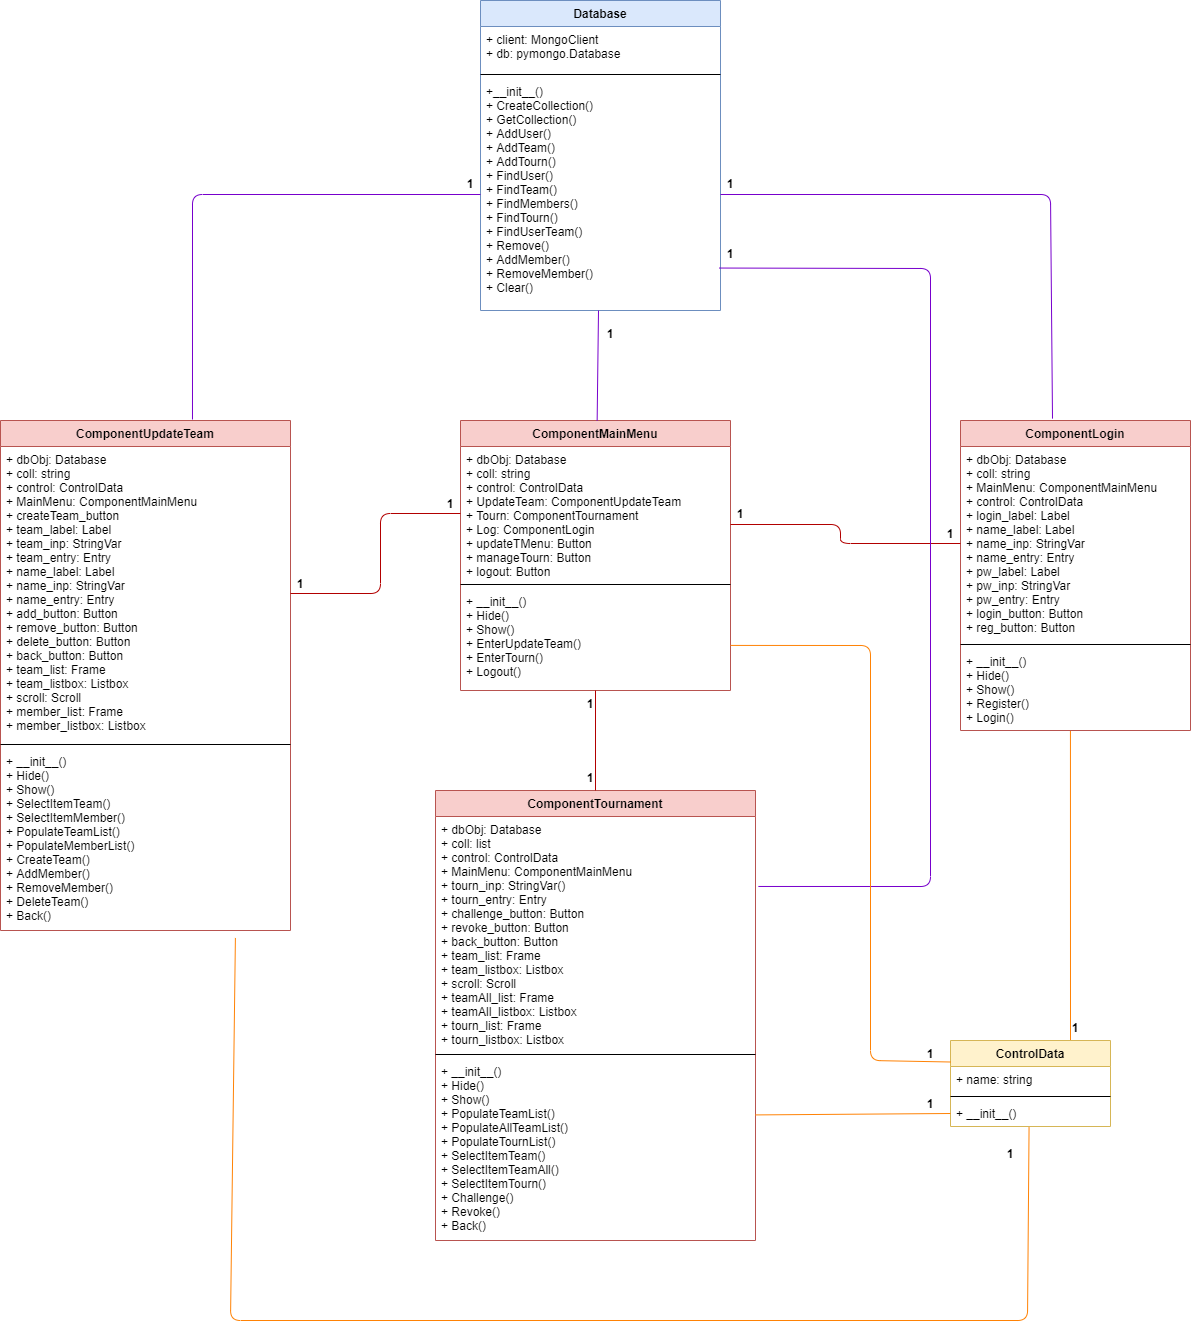 Database
+ client: MongoClient
+ db: pymongo.Database
+__init__()
+ CreateCollection()
+ GetCollection()
+ AddUser()
+ AddTeam()
+ AddTourn()
+ FindUser()
+ FindTeam()
+ FindMembers()
+ FindTourn()
+ FindUserTeam()
+ Remove()
+ AddMember()
+ RemoveMember()
+ Clear()
1
1
1
1
ComponentUpdateTeam
+ dbObj: Database
+ coll: string
+ control: ControlData
+ MainMenu: ComponentMainMenu
+ createTeam_button
+ team_label: Label
+ team_inp: StringVar
+ team_entry: Entry
+ name_label: Label
+ name_inp: StringVar
+ name_entry: Entry
+ add_button: Button
+ remove_button: Button
+ delete_button: Button
+ back_button: Button
+ team_list: Frame
+ team_listbox: Listbox
+ scroll: Scroll
+ member_list: Frame
+ member_listbox: Listbox
+ __init__()
+ Hide()
+ Show()
+ SelectItemTeam()
+ SelectItemMember()
+ PopulateTeamList()
+ PopulateMemberList()
+ CreateTeam()
+ AddMember()
+ RemoveMember()
+ DeleteTeam()
+ Back()
1
1
ComponentMainMenu
+ dbObj: Database
+ coll: string
+ control: ControlData
+ UpdateTeam: ComponentUpdateTeam
+ Tourn: ComponentTournament
+ Log: ComponentLogin
+ updateTMenu: Button
+ manageTourn: Button
+ logout: Button
+ __init__()
+ Hide()
+ Show()
+ EnterUpdateTeam()
+ EnterTourn()
+ Logout()
1
1
ComponentLogin
+ dbObj: Database
+ coll: string
+ MainMenu: ComponentMainMenu
+ control: ControlData
+ login_label: Label
+ name_label: Label
+ name_inp: StringVar
+ name_entry: Entry
+ pw_label: Label
+ pw_inp: StringVar
+ pw_entry: Entry
+ login_button: Button
+ reg_button: Button
+ __init__()
+ Hide()
+ Show()
+ Register()
+ Login()
1
1
ComponentTournament
+ dbObj: Database
+ coll: list
+ control: ControlData
+ MainMenu: ComponentMainMenu
+ tourn_inp: StringVar()
+ tourn_entry: Entry
+ challenge_button: Button
+ revoke_button: Button
+ back_button: Button
+ team_list: Frame
+ team_listbox: Listbox
+ scroll: Scroll
+ teamAll_list: Frame
+ teamAll_listbox: Listbox
+ tourn_list: Frame
+ tourn_listbox: Listbox
+ __init__()
+ Hide()
+ Show()
+ PopulateTeamList()
+ PopulateAllTeamList()
+ PopulateTournList()
+ SelectItemTeam()
+ SelectItemTeamAll()
+ SelectItemTourn()
+ Challenge()
+ Revoke()
+ Back()
1
1
1
ControlData
+ name: string
+ __init__()
1